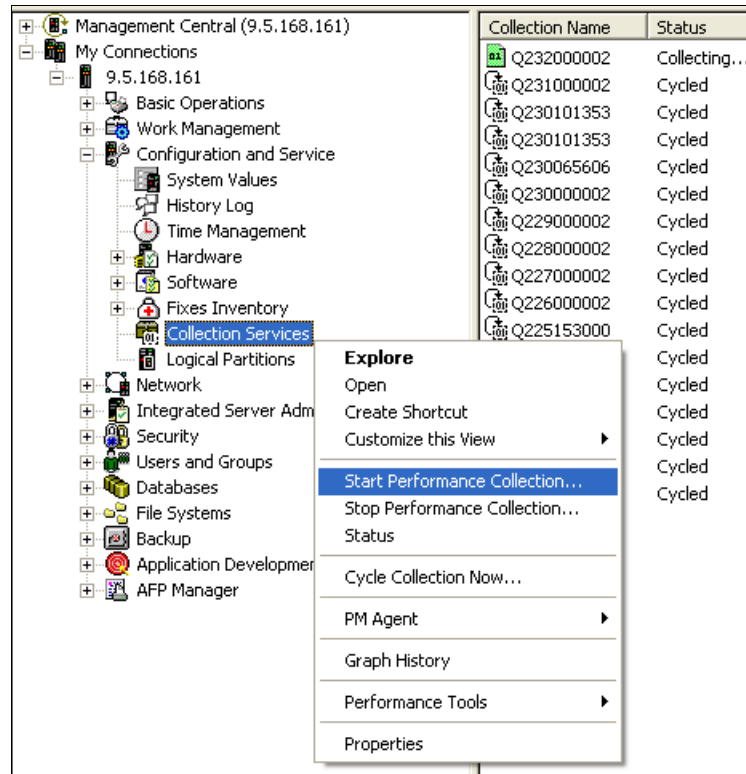 Management Central (9.5.168.161)
My Connections
9.5.168.161
Basic Operations
Work Management
Configuration and Service
System Values
History Log
Time Management
Hardware
Software
Fixes Inventory
Collection Services
Logical Partitions
Network
Integrated Server Adm
Security
Users and Groups
Databases
File Systems
Backup
Application Developmen
AFP Manager
Explore
Open
Create Shortcut
Customize this View
Start Performance Collection...
Stop Performance Collection...
Status
Cycle Collection Now...
PM Agent
Graph History
Performance Tools
Properties
Collection Name Status
Q232000002 Collecting...
Q231000002 Cycled
Q230101353 Cycled
Q230101353 Cycled
Q230065606 Cycled
Q230000002 Cycled
Q229000002 Cycled
Q228000002 Cycled
Q227000002 Cycled
Q226000002 Cycled
Q225153000 Cycled
Cycled
Cycled
Cycled
Cycled
Cycled
Cycled